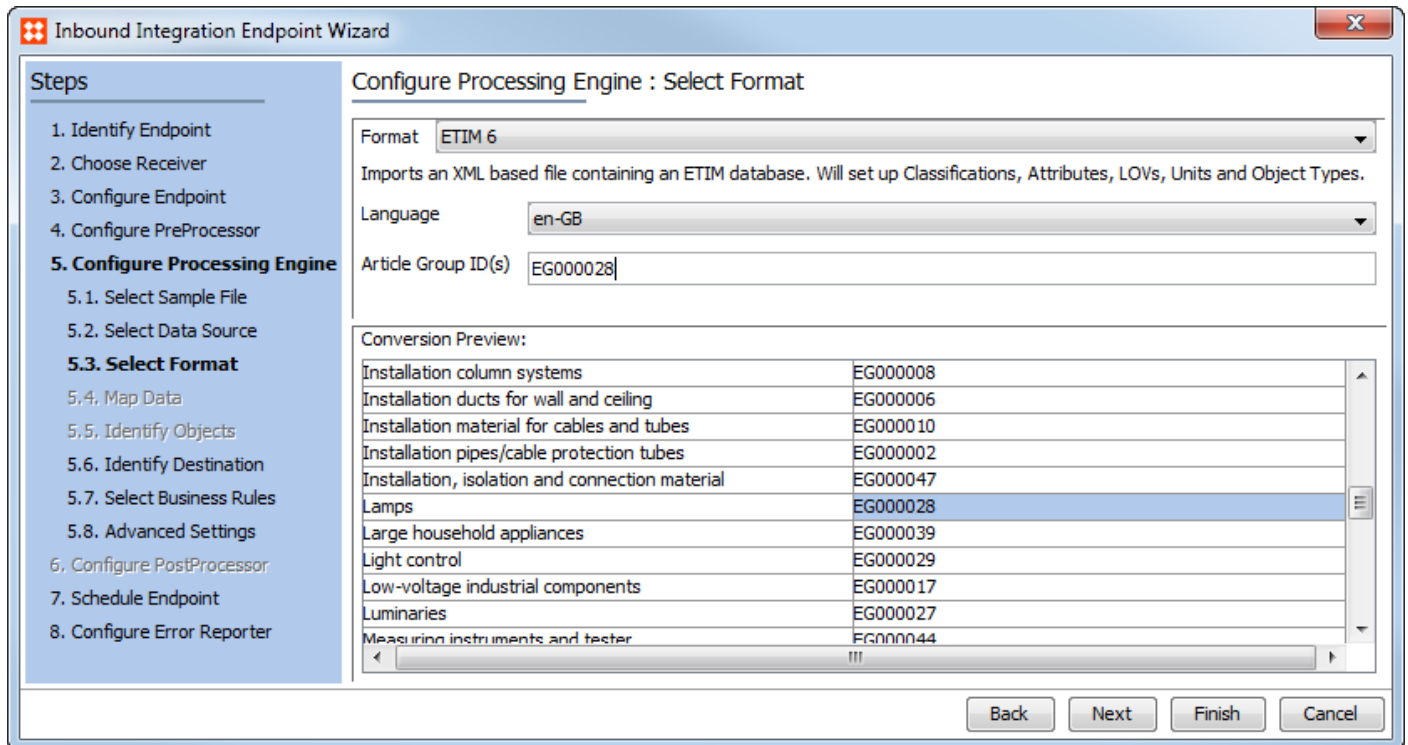 Inbound Integration Endpoint Wizard
X
Steps
1. Identify Endpoint
2. Choose Receiver
3. Configure Endpoint
4. Configure PreProcessor
5. Configure Processing Engine
5.1. Select Sample File
5.2. Select Data Source
5.3. Select Format
5.4. Map Data
5.5. Identify Objects
5.6. Identify Destination
5.7. Select Business Rules
5.8. Advanced Settings
6. Configure PostProcessor
7. Schedule Endpoint
8. Configure Error Reporter
Configure Processing Engine : Select Format
Format ETIM 6
Imports an XML based file containing an ETIM database. Will set up Classifications, Attributes, LOVs, Units and Object Types.
Language en-GB
Article Group ID(s) EG000028
Conversion Preview:
Installation column systems EG000008
Installation ducts for wall and ceiling EG000006
Installation material for cables and tubes EG000010
Installation pipes/cable protection tubes EG000002
Installation, isolation and connection material EG000047
Lamps EG000028
Large household appliances EG000039
Light control EG000029
Low-voltage industrial components EG000017
Luminaries EG000027
Measuring instruments and tester EG000044
Back Next Finish Cancel